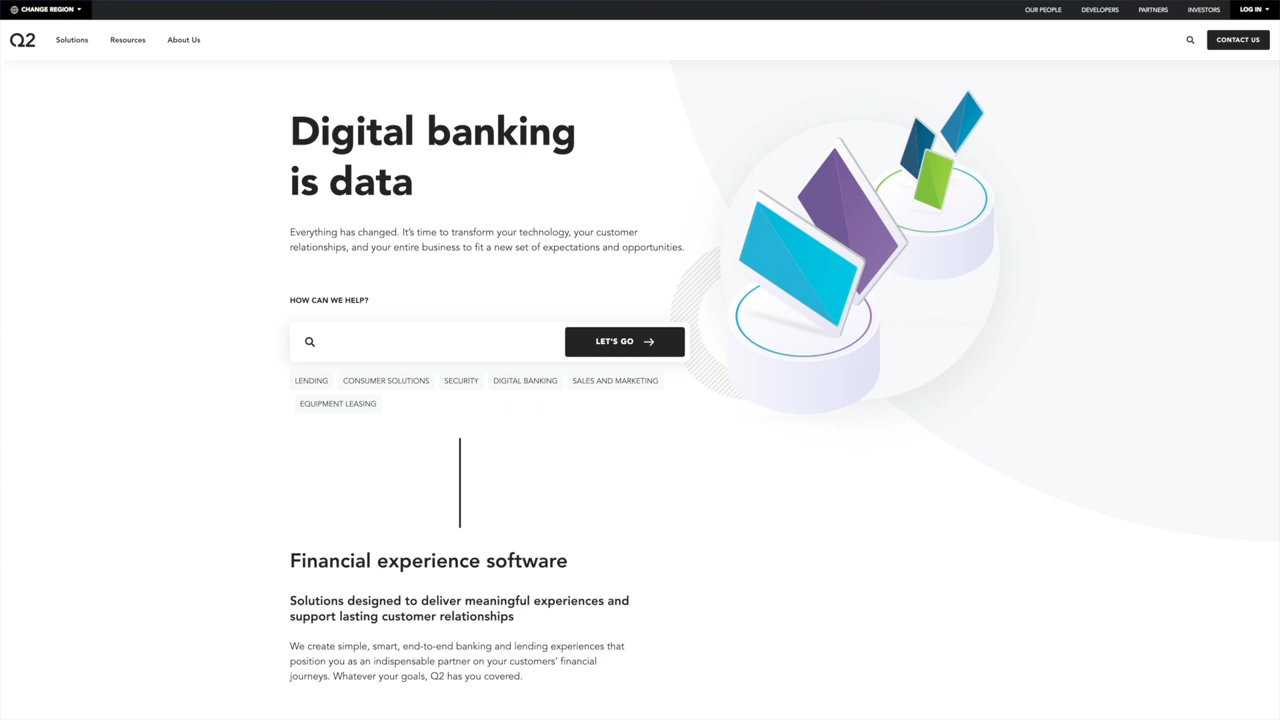 CHANGE REGION
OUR PEOPLE DEVELOPERS PARTNERS INVESTORS LOG IN
Q2 Solutions Resources About Us CONTACT US
Digital banking
is data
Everything has changed. It's time to transform your technology, your customer
relationships, and your entire business to fit a new set of expectations and opportunities.
HOW CAN WE HELP?
LET'S GO
LENDING CONSUMER SOLUTIONS SECURITY DIGITAL BANKING SALES AND MARKETING
EQUIPMENT LEASING
Financial experience software
Solutions designed to deliver meaningful experiences and
support lasting customer relationships
We create simple, smart, end-to-end banking and lending experiences that
position you as an indispensable partner on your customers' financial
journeys. Whatever your goals, Q2 has you covered.